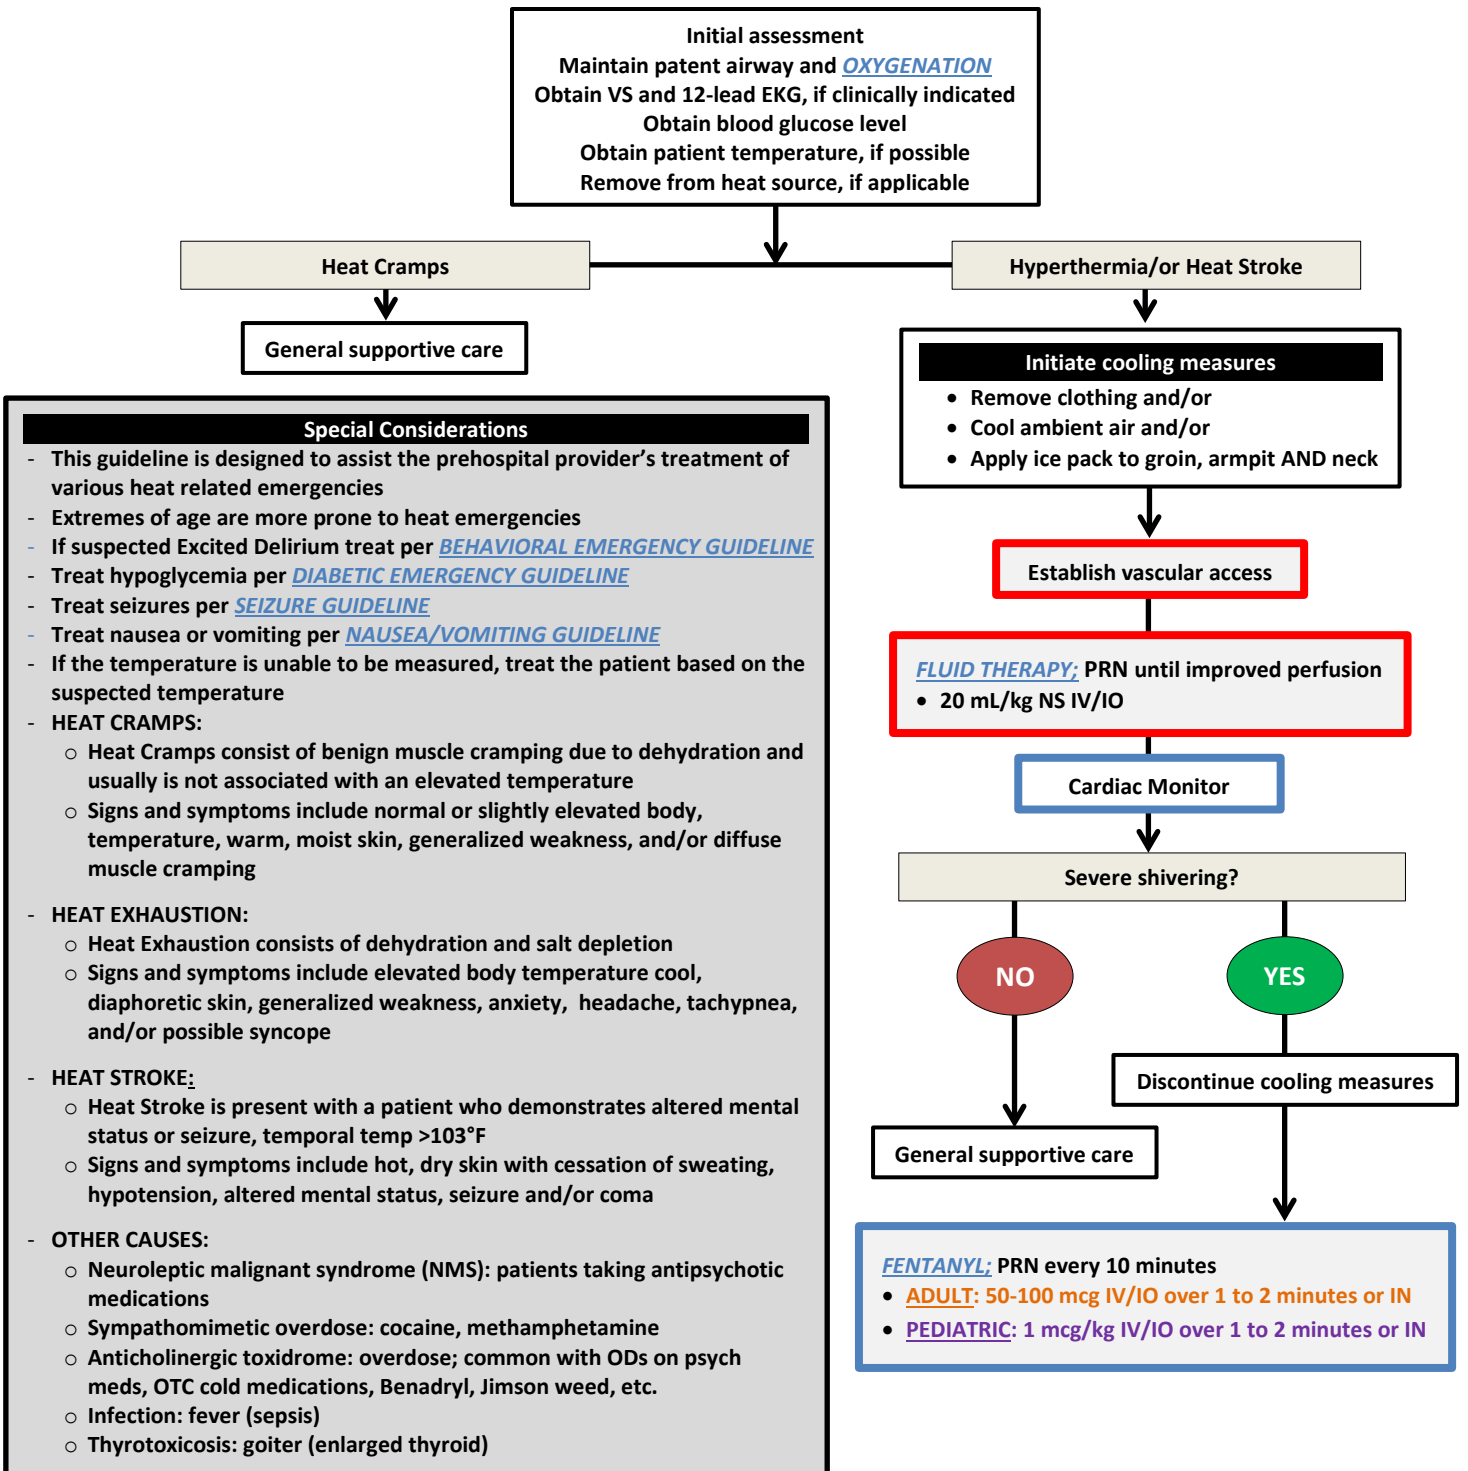 Initial assessment
Maintain patent airway and OXYGENATION
Obtain VS and 12-lead EKG, if clinically indicated
Obtain blood glucose level
Obtain patient temperature, if possible
Remove from heat source, if applicable
Heat Cramps
General supportive care
Hyperthermia/or Heat Stroke
Initiate cooling measures
• Remove clothing and/or
• Cool ambient air and/or
• Apply ice pack to groin, armpit AND neck
Establish vascular access
FLUID THERAPY; PRN until improved perfusion
• 20 mL/kg NS IV/IO
Cardiac Monitor
Severe shivering?
NO
YES
General supportive care
Discontinue cooling measures
FENTANYL; PRN every 10 minutes
• ADULT: 50-100 mcg IV/IO over 1 to 2 minutes or IN
• PEDIATRIC: 1 mcg/kg IV/IO over 1 to 2 minutes or IN
Special Considerations
- This guideline is designed to assist the prehospital provider’s treatment of
various heat related emergencies
- Extremes of age are more prone to heat emergencies
- If suspected Excited Delirium treat per BEHAVIORAL EMERGENCY GUIDELINE
- Treat hypoglycemia per DIABETIC EMERGENCY GUIDELINE
- Treat seizures per SEIZURE GUIDELINE
- Treat nausea or vomiting per NAUSEA/VOMITING GUIDELINE
- If the temperature is unable to be measured, treat the patient based on the
suspected temperature
- HEAT CRAMPS:
o Heat Cramps consist of benign muscle cramping due to dehydration and
usually is not associated with an elevated temperature
o Signs and symptoms include normal or slightly elevated body,
temperature, warm, moist skin, generalized weakness, and/or diffuse
muscle cramping
- HEAT EXHAUSTION:
o Heat Exhaustion consists of dehydration and salt depletion
o Signs and symptoms include elevated body temperature cool,
diaphoretic skin, generalized weakness, anxiety, headache, tachypnea,
and/or possible syncope
- HEAT STROKE:
o Heat Stroke is present with a patient who demonstrates altered mental
status or seizure, temporal temp >103°F
o Signs and symptoms include hot, dry skin with cessation of sweating,
hypotension, altered mental status, seizure and/or coma
- OTHER CAUSES:
o Neuroleptic malignant syndrome (NMS): patients taking antipsychotic
medications
o Sympathomimetic overdose: cocaine, methamphetamine
o Anticholinergic toxidrome: overdose; common with ODs on psych
meds, OTC cold medications, Benadryl, Jimson weed, etc.
o Infection: fever (sepsis)
o Thyrotoxicosis: goiter (enlarged thyroid)